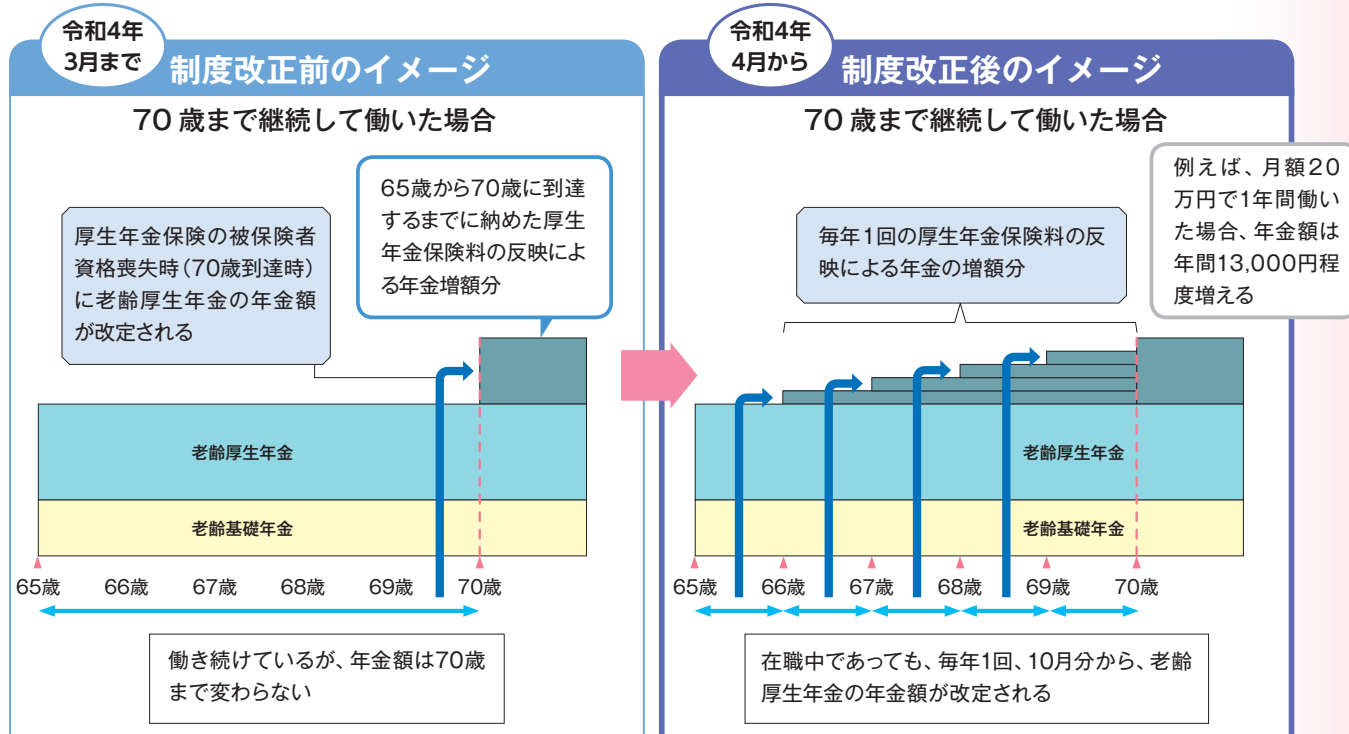 令和4年
3月まで
制度改正前のイメージ
70歳まで継続して働いた場合
65歳から70歳に到達
するまでに納めた厚生
年金保険料の反映によ
る年金増額分
厚生年金保険の被保険者
資格喪失時（70歳到達時）
に老齢厚生年金の年金額
が改定される
老齢厚生年金
老齢基礎年金
65歳 66歳 67歳 68歳 69歳 70歳
働き続けているが、年金額は70歳
まで変わらない
令和4年
4月から
制度改正後のイメージ
70歳まで継続して働いた場合
例えば、月額20
万円で1年間働い
た場合、年金額は
年間13,000円程
度増える
毎年1回の厚生年金保険料の反
映による年金の増額分
老齢厚生年金
老齢基礎年金
65歳 66歳 67歳 68歳 69歳 70歳
在職中であっても、毎年1回、10月分から、老齢
厚生年金の年金額が改定される